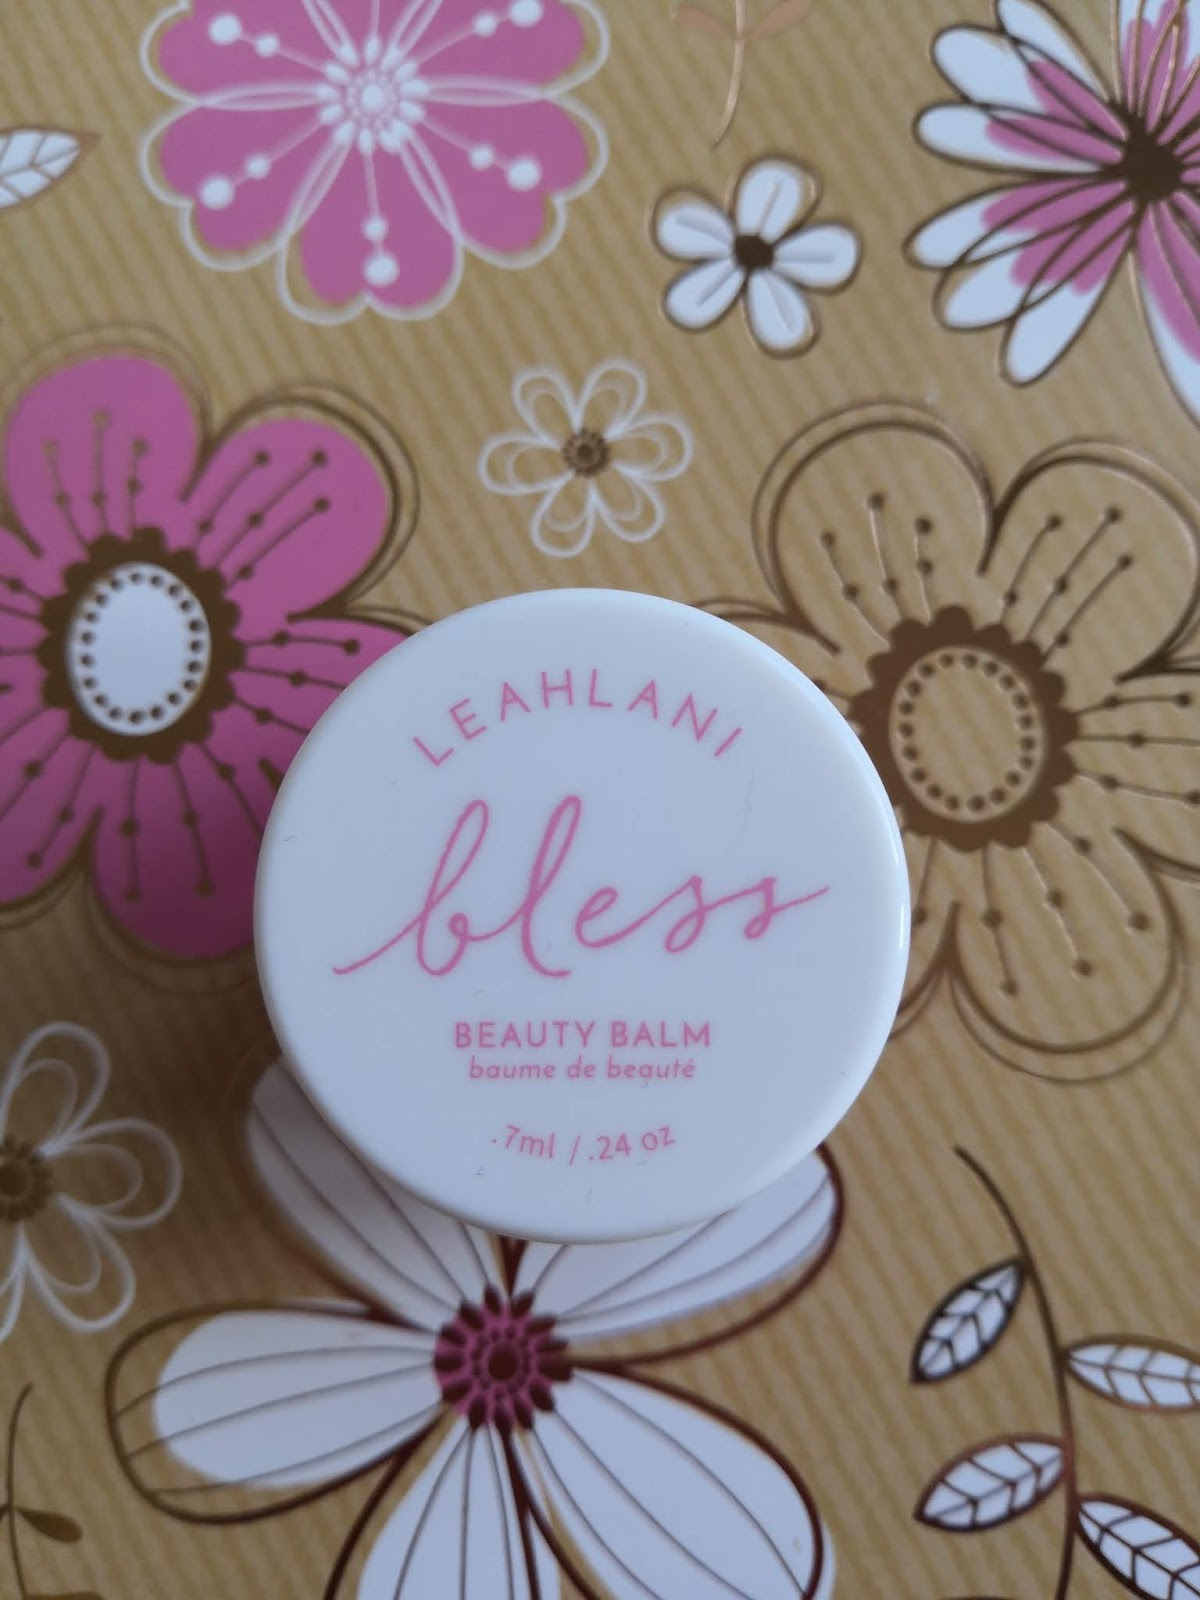 LEAHLANI
bless
BEAUTY BALM
baume de beauté
.7ml / .24 oz